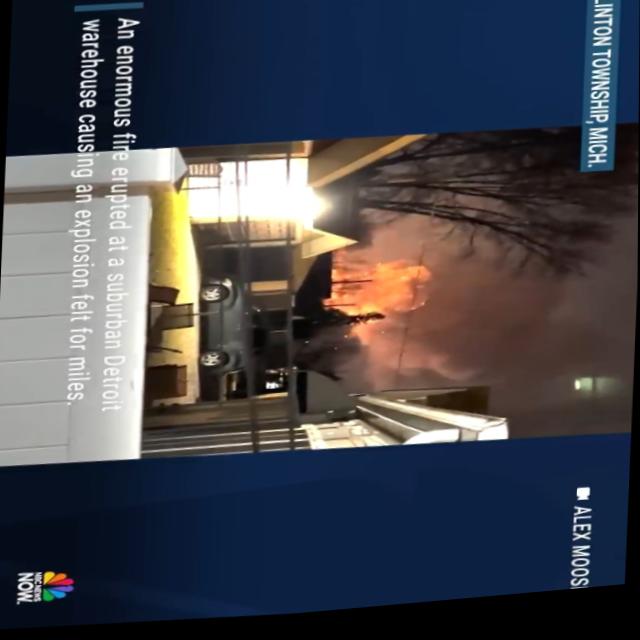 LINTON TOWNSHIP, MICH.
ALEX MOOS
An enormous fire erupted at a suburban Detroit
warehouse causing an explosion felt for miles.
NBC NEWS
NOW.